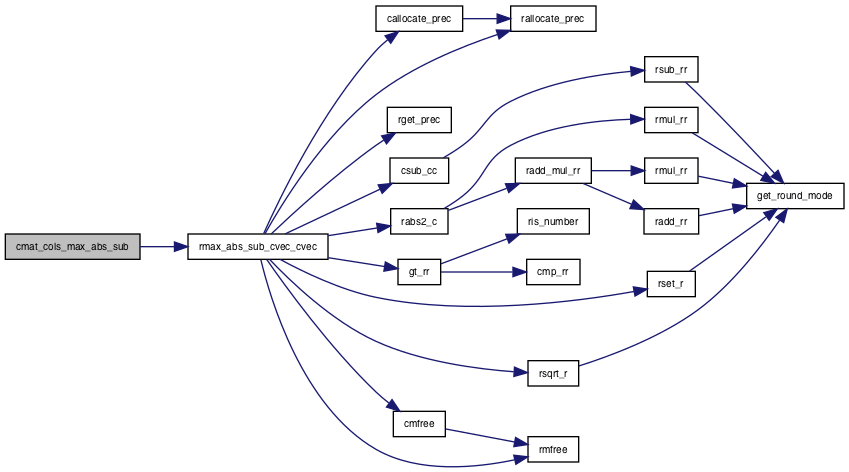 callocate_prec
rallocate_prec
rsub_rr
rget_prec
rmul_rr
csub_cc
radd_mul_rr
rmul_rr
get_round_mode
rabs2_c
ris_number
radd_rr
cmat_cols_max_abs_sub
rmax_abs_sub_cvec_cvec
gt_rr
cmp_rr
rset_r
rsqrt_r
cmfree
rmfree